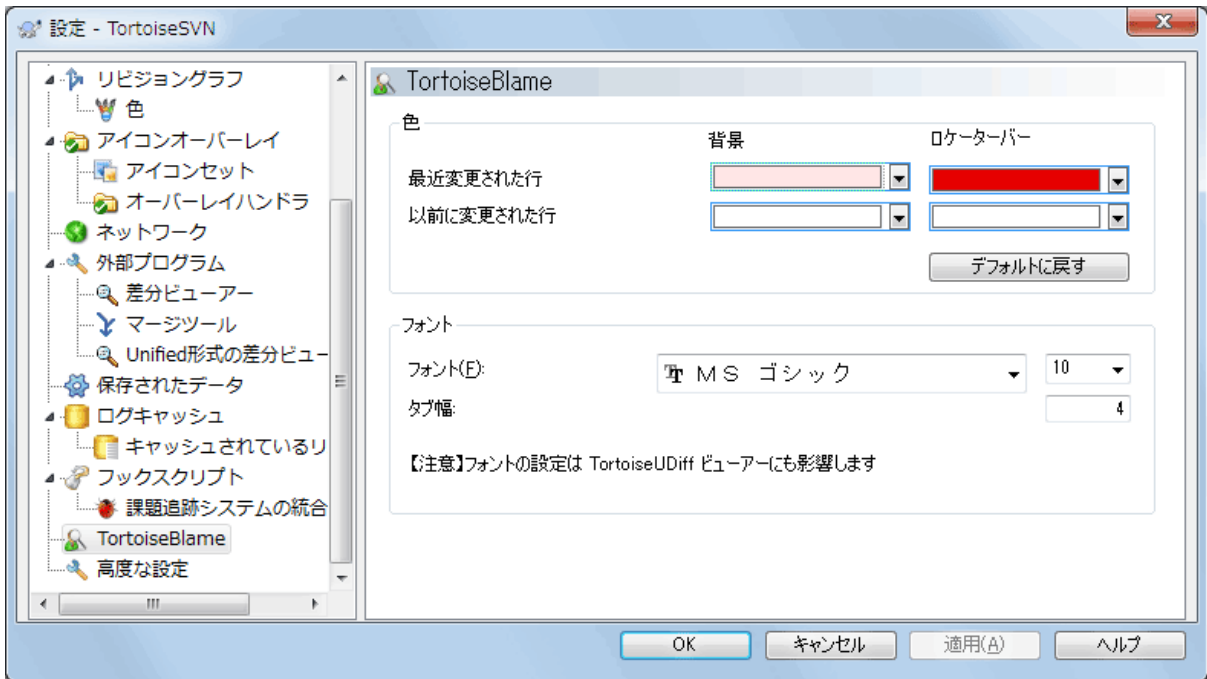 設定 - TortoiseSVN
リビジョングラフ
色
アイコンオーバーレイ
アイコンセット
オーバーレイハンドラ
ネットワーク
外部プログラム
差分ビューアー
マージツール
Unified形式の差分ビュー
保存されたデータ
ログキャッシュ
キャッシュされているリ
フックスクリプト
課題追跡システムの統合
TortoiseBlame
高度な設定
TortoiseBlame
色
背景 ロケーターバー
最近変更された行
以前に変更された行
デフォルトに戻す
フォント
フォント(F): MS ゴシック 10
タブ幅: 4
【注意】フォントの設定は TortoiseUDiff ビューアーにも影響します
OK キャンセル 適用(A) ヘルプ